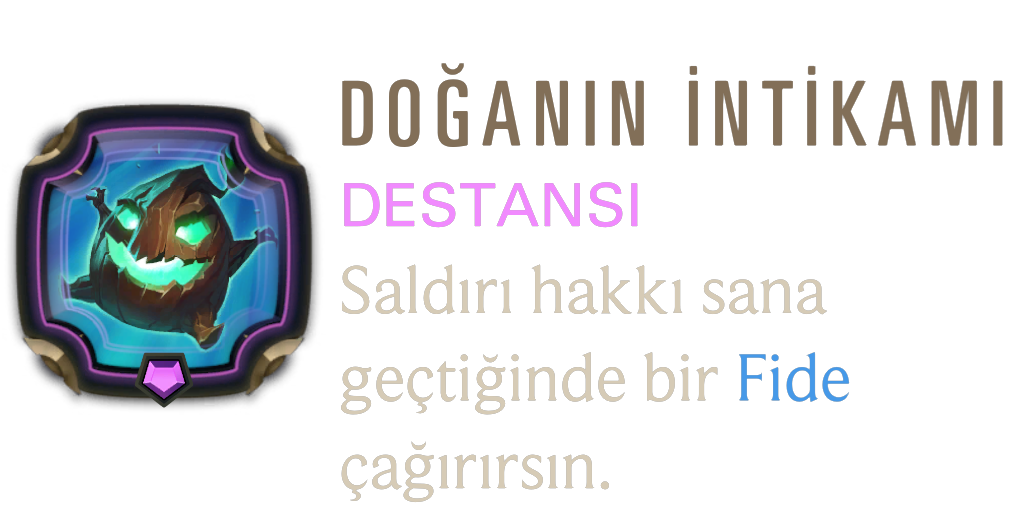 DOĞANIN İNTİKAMI
DESTANSI
Saldırı hakkı sana
geçtiğinde bir Fide
çağırırsın.